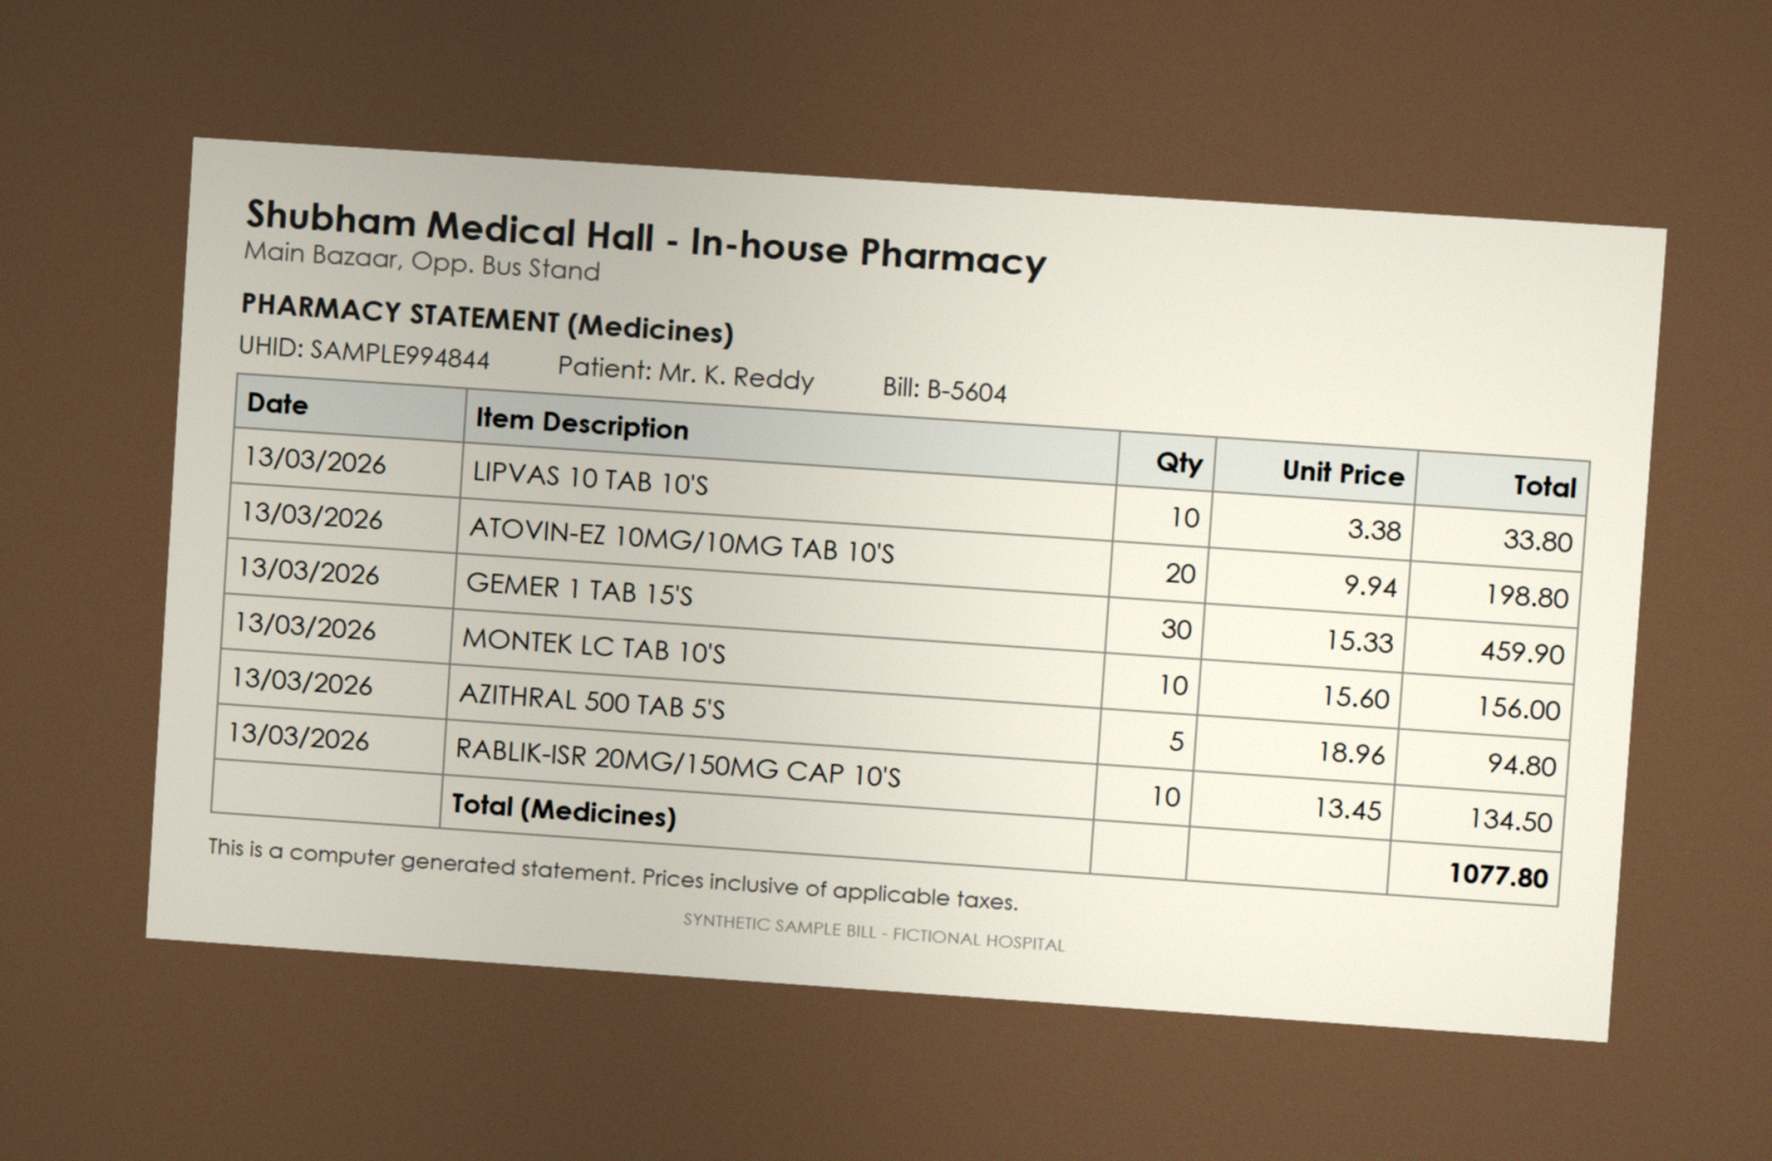 Shubham Medical Hall - In-house Pharmacy
Main Bazaar, Opp. Bus Stand
PHARMACY STATEMENT (Medicines)
UHID: SAMPLE994844 Patient: Mr. K. Reddy Bill: B-5604
Date Item Description Qty Unit Price Total
13/03/2026 LIPVAS 10 TAB 10'S 10 3.38 33.80
13/03/2026 ATOVIN-EZ 10MG/10MG TAB 10'S 20 9.94 198.80
13/03/2026 GEMER 1 TAB 15'S 30 15.33 459.90
13/03/2026 MONTEK LC TAB 10'S 10 15.60 156.00
13/03/2026 AZITHRAL 500 TAB 5'S 5 18.96 94.80
13/03/2026 RABLIK-ISR 20MG/150MG CAP 10'S 10 13.45 134.50
Total (Medicines) 1077.80
This is a computer generated statement. Prices inclusive of applicable taxes.
SYNTHETIC SAMPLE BILL - FICTIONAL HOSPITAL